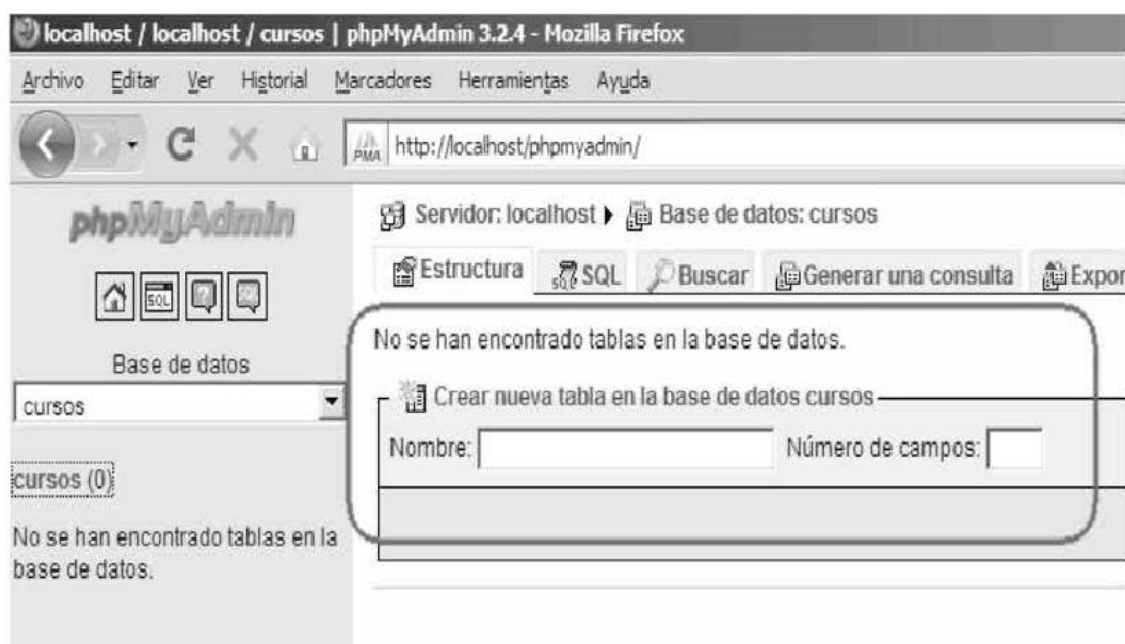 localhost / localhost / cursos | phpMyAdmin 3.2.4 - Mozilla Firefox
Archivo Editar Ver Historial Marcadores Herramientas Ayuda
PMA http://localhost/phpmyadmin/
phpMyAdmin
SQL
Base de datos
cursos
cursos (0)
No se han encontrado tablas en la
base de datos.
Servidor: localhost Base de datos: cursos
Estructura SQL Buscar Generar una consulta Expor
No se han encontrado tablas en la base de datos.
Crear nueva tabla en la base de datos cursos
Nombre: Número de campos: